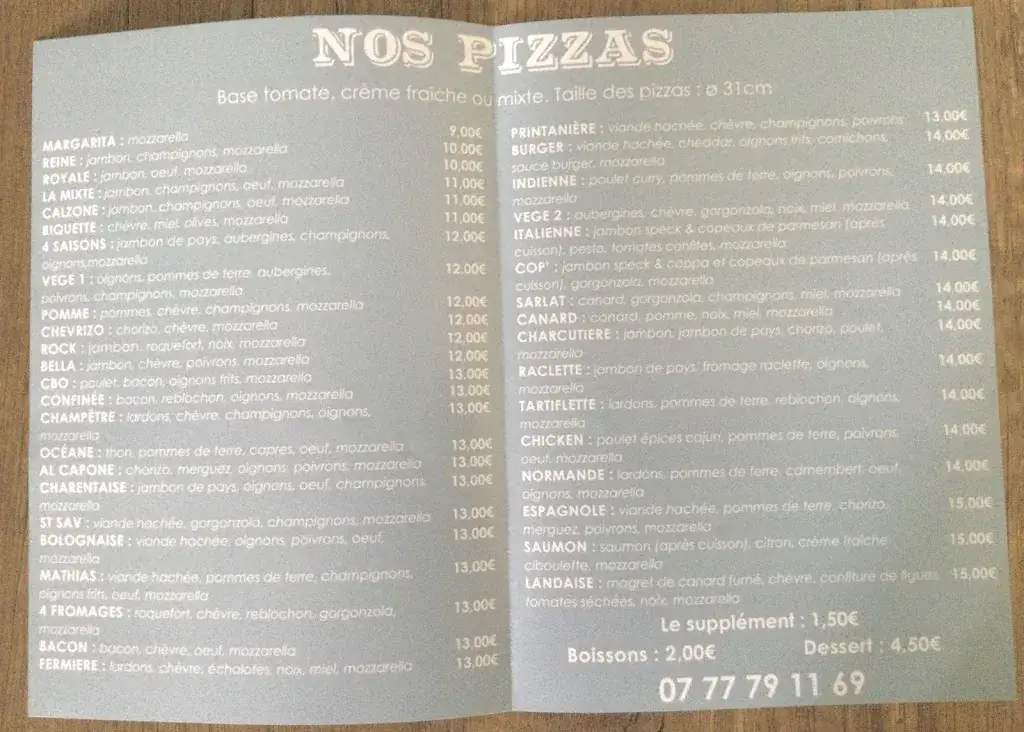 NOS PIZZAS
Base tomate, crème fraîche ou mixte. Taille des pizzas : ø 31cm
MARGARITA : mozzarella 9,00€
REINE : jambon, champignons, mozzarella 10,00€
ROYALE : jambon, oeuf, mozzarella 10,00€
LA MIXTE : jambon, champignons, oeuf, mozzarella 11,00€
CALZONE : jambon, champignons, oeuf, mozzarella 11,00€
BIQUETTE : chèvre, miel, olives, mozzarella 11,00€
4 SAISONS : jambon de pays, aubergines, champignons, 12,00€
oignons,mozzarella
VEGE 1 : oignons, pommes de terre, aubergines, 12,00€
poivrons, champignons, mozzarella
POMME : pommes, chèvre, champignons, mozzarella 12,00€
CHEVRIZO : chorizo, chèvre, mozzarella 12,00€
ROCK : jambon, roquefort, noix, mozzarella 12,00€
BELLA : jambon, chèvre, poivrons, mozzarella 12,00€
CBO : poulet, bacon, oignons frits, mozzarella 13,00€
CONFINÉE : bacon, reblochon, oignons, mozzarella 13,00€
CHAMPÊTRE : lardons, chèvre, champignons, oignons, 13,00€
mozzarella
OCÉANE : thon, pommes de terre, capres, oeuf, mozzarella 13,00€
AL CAPONE : chorizo, merguez, oignons, poivrons, mozzarella 13,00€
CHARENTAISE : jambon de pays, oignons, oeuf, champignons, 13,00€
mozzarella
ST SAV : viande hachée, gorgonzola, champignons, mozzarella 13,00€
BOLOGNAISE : viande hachée, oignons, poivrons, oeuf, 13,00€
mozzarella
MATHIAS : viande hachée, pommes de terre, champignons, 13,00€
oignons frits, oeuf, mozzarella
4 FROMAGES : roquefort, chèvre, reblochon, gorgonzola, 13,00€
mozzarella
BACON : bacon, chèvre, oeuf, mozzarella 13,00€
FERMIERE : lardons, chèvre, échalotes, noix, miel, mozzarella 13,00€
PRINTANIÈRE : viande hachée, chèvre, champignons, poivrons 13,00€
BURGER : viande hachée, cheddar, oignons frits, cornichons, 14,00€
sauce burger, mozzarella
INDIENNE : poulet curry, pommes de terre, oignons, poivrons, 14,00€
mozzarella
VEGE 2 : aubergines, chèvre, gorgonzola, noix, miel, mozzarella 14,00€
ITALIENNE : jambon speck & copeaux de parmesan (après 14,00€
cuisson), pesto, tomates confites, mozzarella
COP' : jambon speck & coppa et copeaux de parmesan (après 14,00€
cuisson), gorgonzola, mozzarella
SARLAT : canard, gorgonzola, champignons, miel, mozzarella 14,00€
CANARD : canard, pomme, noix, miel, mozzarella 14,00€
CHARCUTIERE : jambon, jambon de pays, chorizo, poulet, 14,00€
mozzarella
RACLETTE : jambon de pays, fromage raclette, oignons, 14,00€
mozzarella
TARTIFLETTE : lardons, pommes de terre, reblochon, oignons, 14,00€
mozzarella
CHICKEN : poulet épices cajun, pommes de terre, poivrons, 14,00€
oeuf, mozzarella
NORMANDE : lardons, pommes de terre, camembert, oeuf, 14,00€
oignons, mozzarella
ESPAGNOLE : viande hachée, pommes de terre, chorizo, 15,00€
merguez, poivrons, mozzarella
SAUMON : saumon (après cuisson), citron, crème fraîche 15,00€
ciboulette, mozzarella
LANDAISE : magret de canard fumé, chèvre, confiture de figues, 15,00€
tomates séchées, noix, mozzarella
Le supplément : 1,50€
Boissons : 2,00€ Dessert : 4,50€
07 77 79 11 69